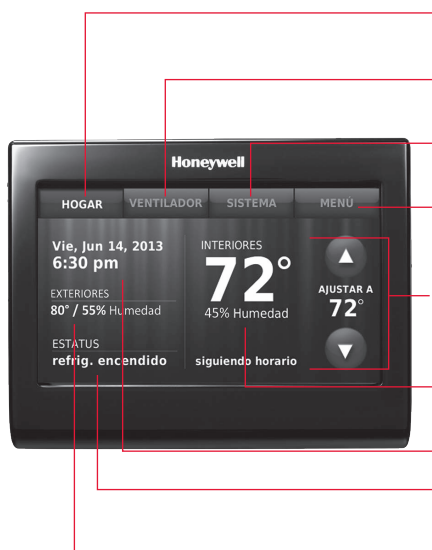 Honeywell
HOGAR
VENTILADOR
SISTEMA
MENÚ
Vie, Jun 14, 2013
6:30 pm
EXTERIORES
80° / 55% Humedad
ESTATUS
refrig. encendido
INTERIORES
72°
45% Humedad
siguiendo horario
AJUSTAR A
72°